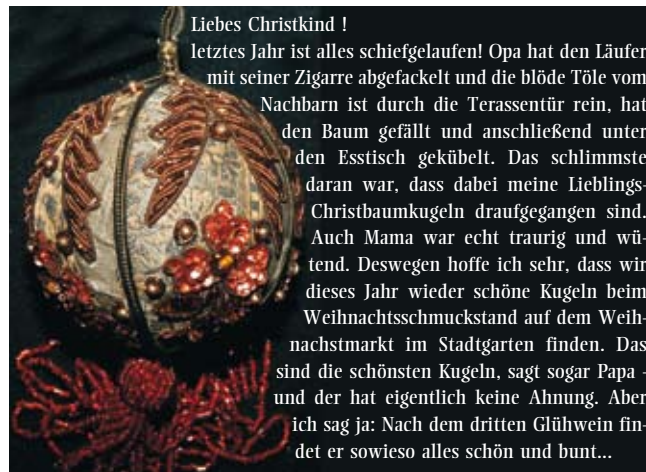 Liebes Christkind !
letztes Jahr ist alles schiefgelaufen! Opa hat den Läufer
mit seiner Zigarre abgefackelt und die blöde Töle vom
Nachbarn ist durch die Terassentür rein, hat
den Baum gefällt und anschließend unter
den Esstisch gekübelt. Das schlimmste
daran war, dass dabei meine Lieblings-
Christbaumkugeln draufgegangen sind.
Auch Mama war echt traurig und wü-
tend. Deswegen hoffe ich sehr, dass wir
dieses Jahr wieder schöne Kugeln beim
Weihnachtsschmuckstand auf dem Weih-
nachstmarkt im Stadtgarten finden. Das
sind die schönsten Kugeln, sagt sogar Papa -
und der hat eigentlich keine Ahnung. Aber
ich sag ja: Nach dem dritten Glühwein fin-
det er sowieso alles schön und bunt...